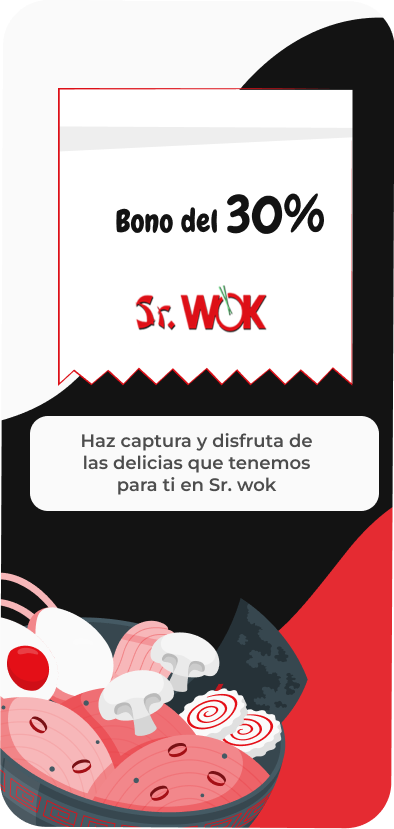 Bono del 30%
Sr. WOK
Haz captura y disfruta de
las delicias que tenemos
para ti en Sr. wok